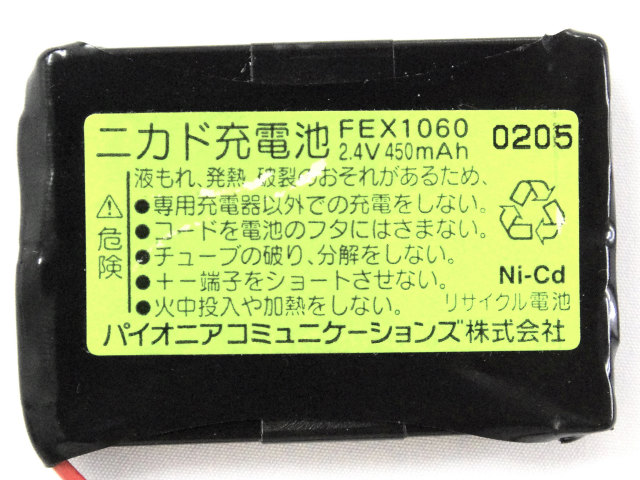 ニカド充電池 FEX1060 2.4V 450mAh 0205
液もれ、発熱、破裂のおそれがあるため、
⚠危険
●専用充電器以外での充電をしない。
●コードを電池のフタにはさまない。
●チューブの破り、分解をしない。
●＋－端子をショートさせない。
●火中投入や加熱をしない。
Ni-Cd
リサイクル電池
パイオニアコミュニケーションズ株式会社